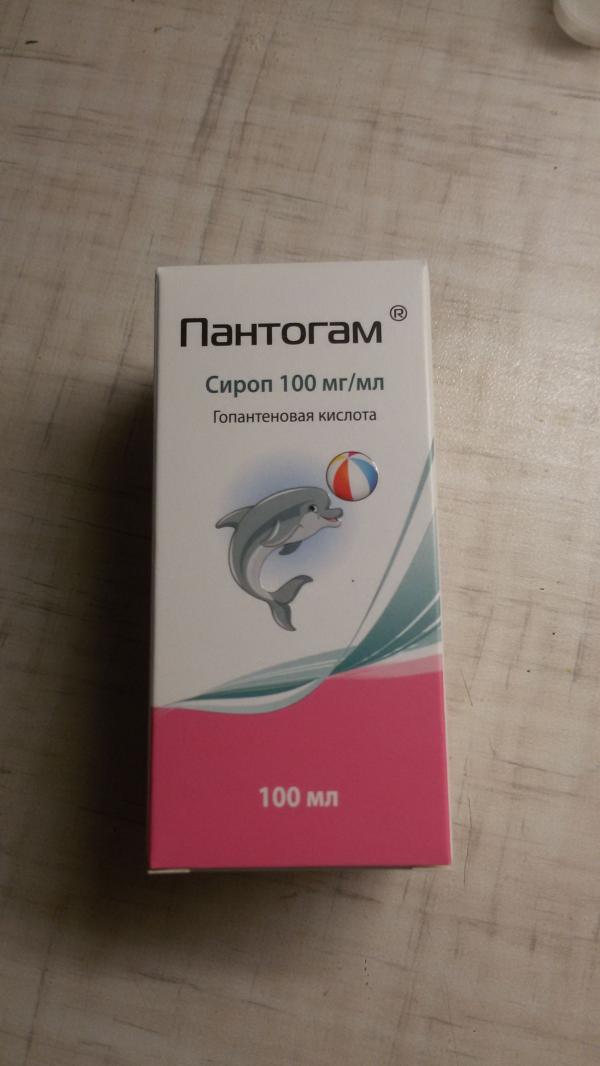 Пантогам ®
Сироп 100 мг/мл
Гопантеновая кислота
100 мл